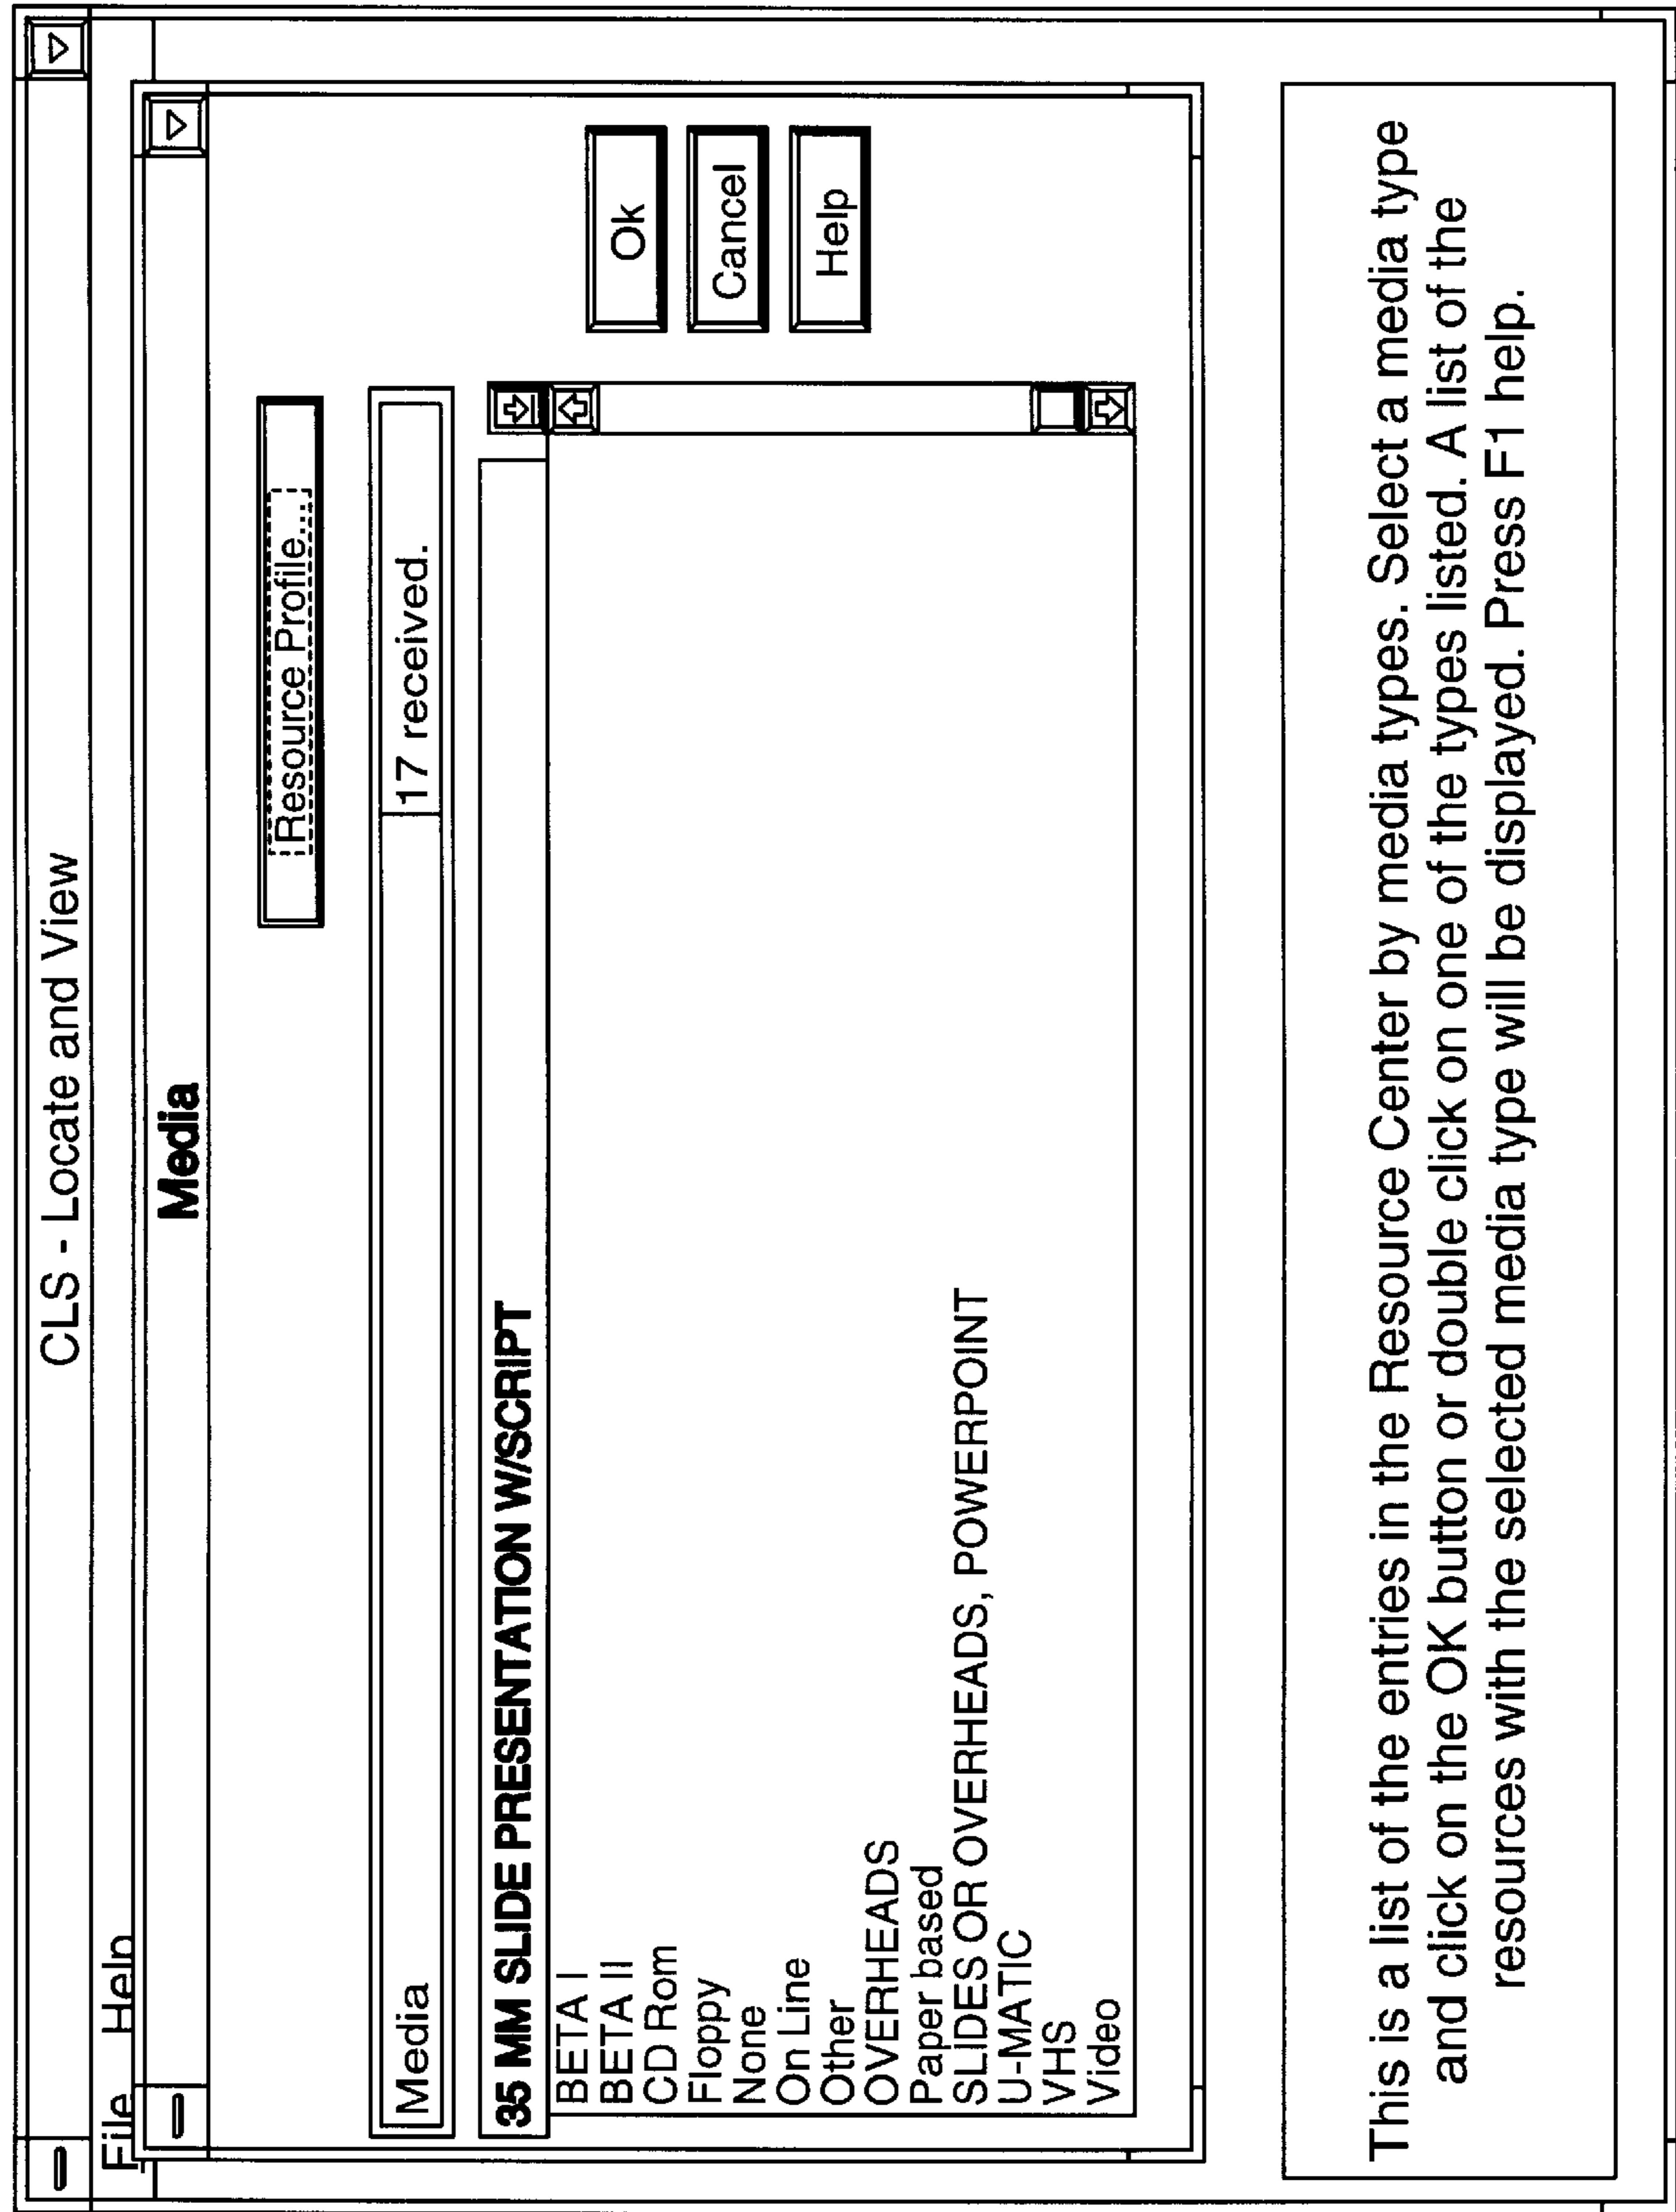 CLS - Locate and View
File Help
Media
Resource Profile...
Media 17 received.
35 MM SLIDE PRESENTATION W/SCRIPT
BETA I
BETA II
CD Rom
Floppy
None
On Line
Other
OVERHEADS
Paper based
SLIDES OR OVERHEADS, POWERPOINT
U-MATIC
VHS
Video
Ok
Cancel
Help
This is a list of the entries in the Resource Center by media types. Select a media type
and click on the OK button or double click on one of the types listed. A list of the
resources with the selected media type will be displayed. Press F1 help.